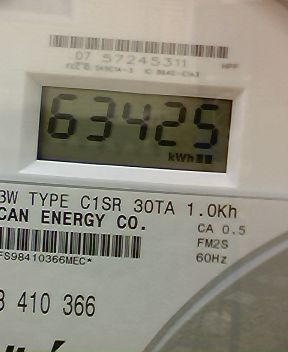 07 57245311
63425
kWh
3W TYPE C1SR 30TA 1.0Kh
CAN ENERGY CO.
CA 0.5
FM2S
60Hz
FS98410366MEC*
410 366